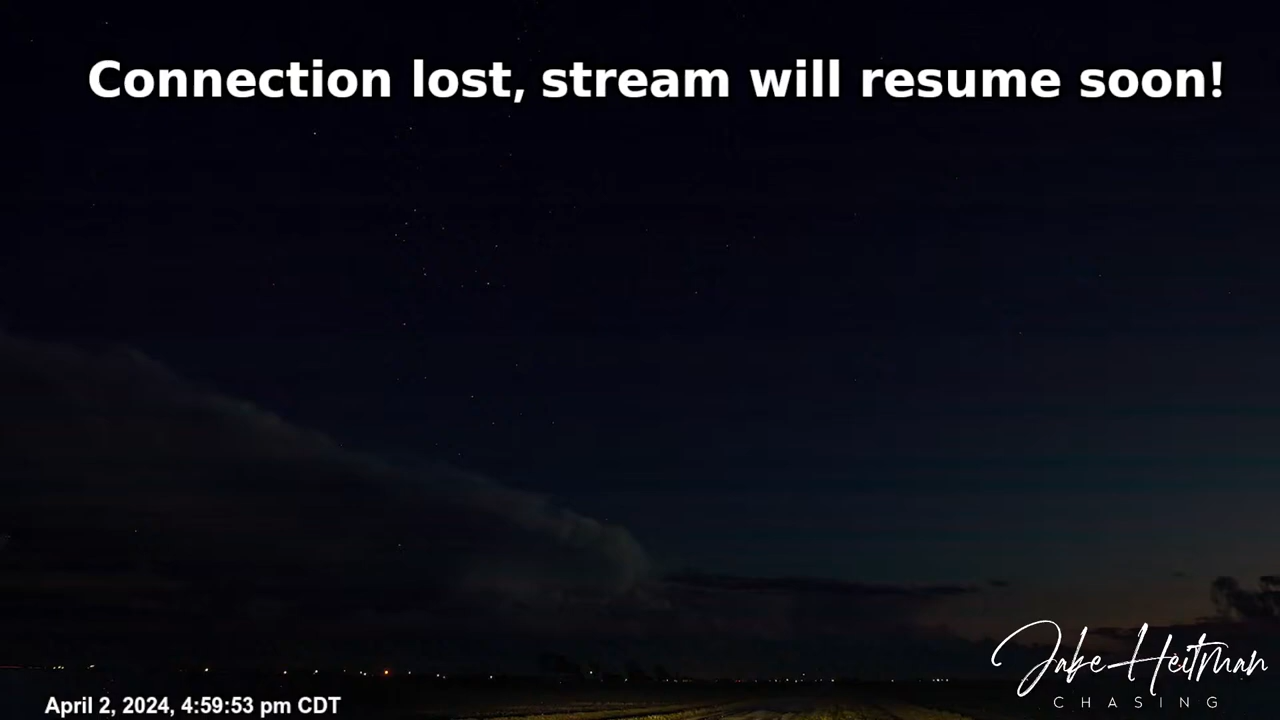 Connection lost, stream will resume soon!
Jake Heitman
CHASING
April 2, 2024, 4:59:53 pm CDT